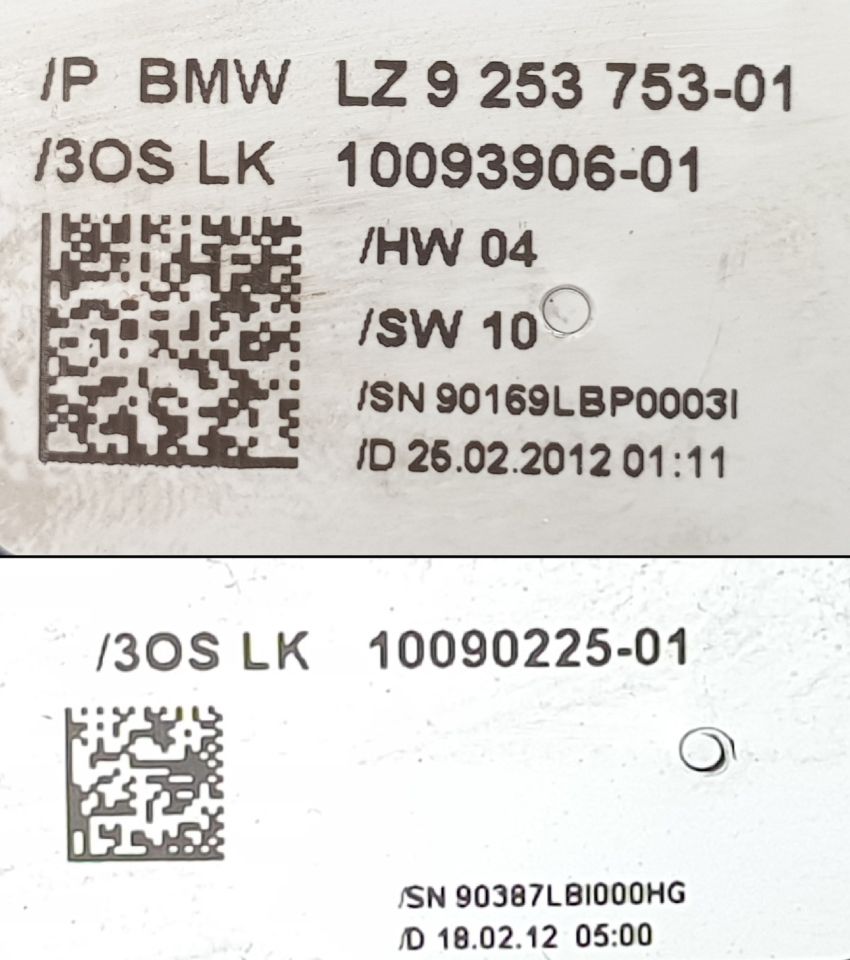 /P BMW LZ 9 253 753-01
/3OS LK 10093906-01
/HW 04
/SW 10
/SN 90169LBP0003I
/D 26.02.2012 01:11
/3OS LK 10090225-01
/SN 90387LBI000HG
/D 18.02.12 05:00